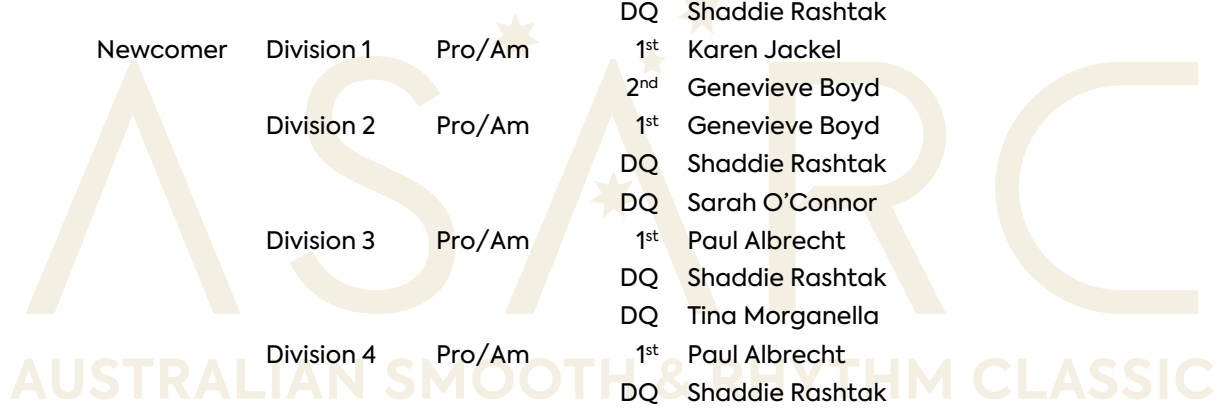 DQ Shaddie Rashtak
Newcomer Division 1 Pro/Am 1st Karen Jackel
2nd Genevieve Boyd
Division 2 Pro/Am 1st Genevieve Boyd
DQ Shaddie Rashtak
DQ Sarah O’Connor
Division 3 Pro/Am 1st Paul Albrecht
DQ Shaddie Rashtak
DQ Tina Morganella
Division 4 Pro/Am 1st Paul Albrecht
DQ Shaddie Rashtak
ASARC
AUSTRALIAN SMOOTH & RHYTHM CLASSIC